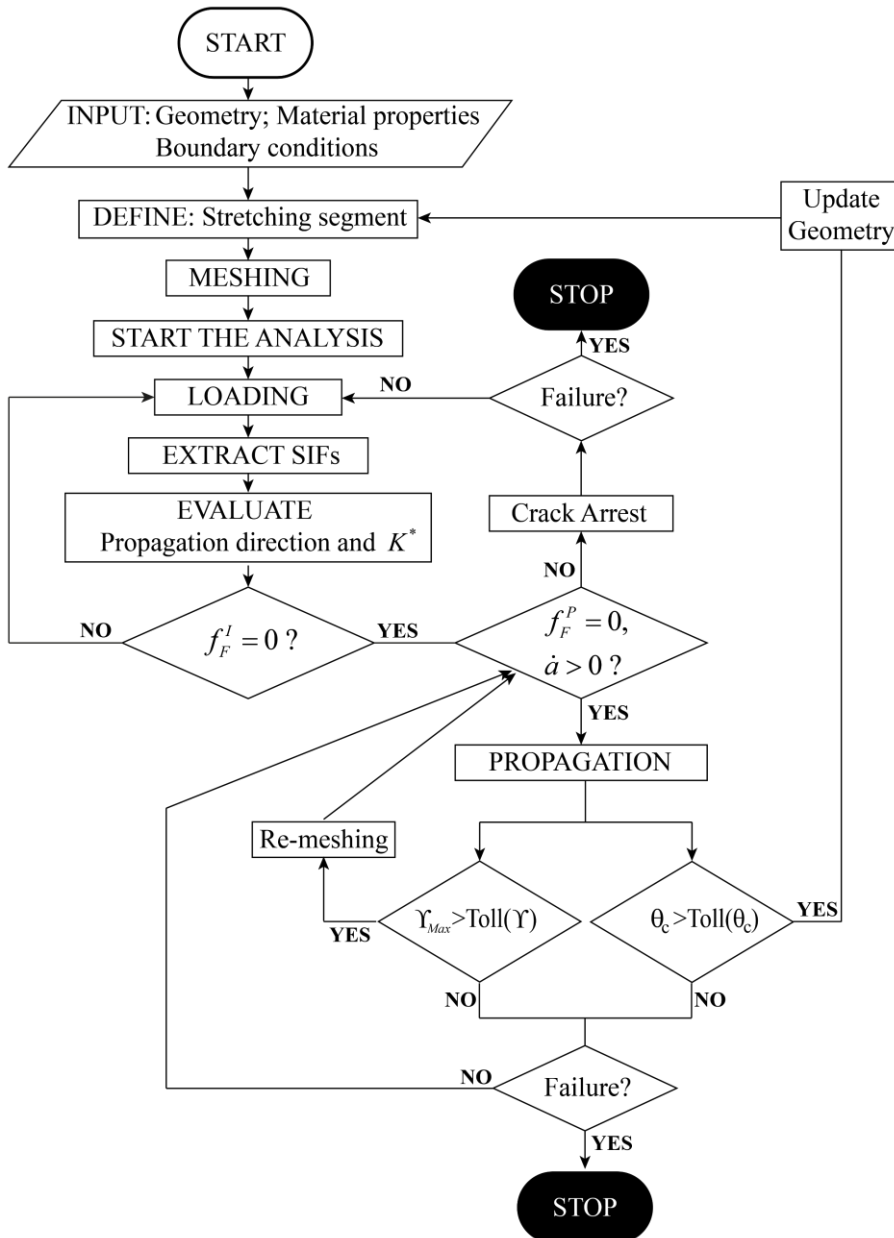 START
INPUT: Geometry; Material properties
Boundary conditions
DEFINE: Stretching segment
Update
Geometry
MESHING
STOP
START THE ANALYSIS
YES
LOADING
NO
Failure?
EXTRACT SIFs
EVALUATE
Propagation direction and K*
Crack Arrest
NO
NO
f_F^I = 0 ?
YES
f_F^P = 0,
ȧ > 0 ?
YES
PROPAGATION
Re-meshing
YES
ϒ_Max>Toll(ϒ)
θ_c>Toll(θ_c)
YES
NO
NO
NO
Failure?
YES
STOP